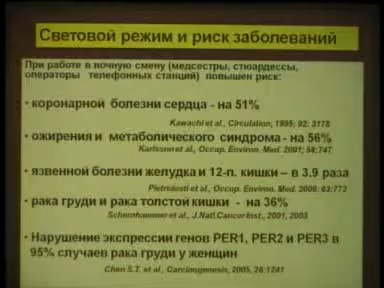 Световой режим и риск заболеваний
При работе в ночную смену (медсестры, стюардессы,
операторы телефонных станций) повышен риск:
• коронарной болезни сердца - на 51%
Kawachi et al., Circulation, 1995; 92: 3178
• ожирения и метаболического синдрома - на 56%
Karlsson et al., Occup. Environ. Med. 2001; 58:747
• язвенной болезни желудка и 12-п. кишки – в 3.9 раза
Pietroiusti et al., Occup. Environ. Med. 2006: 63:773
• рака груди и рака толстой кишки - на 36%
Schernhammer et al., J.Natl.Cancer Inst., 2001, 2003
• Нарушение экспрессии генов PER1, PER2 и PER3 в
95% случаев рака груди у женщин
Chen S.T. et al., Carcinogenesis, 2005, 26:1241